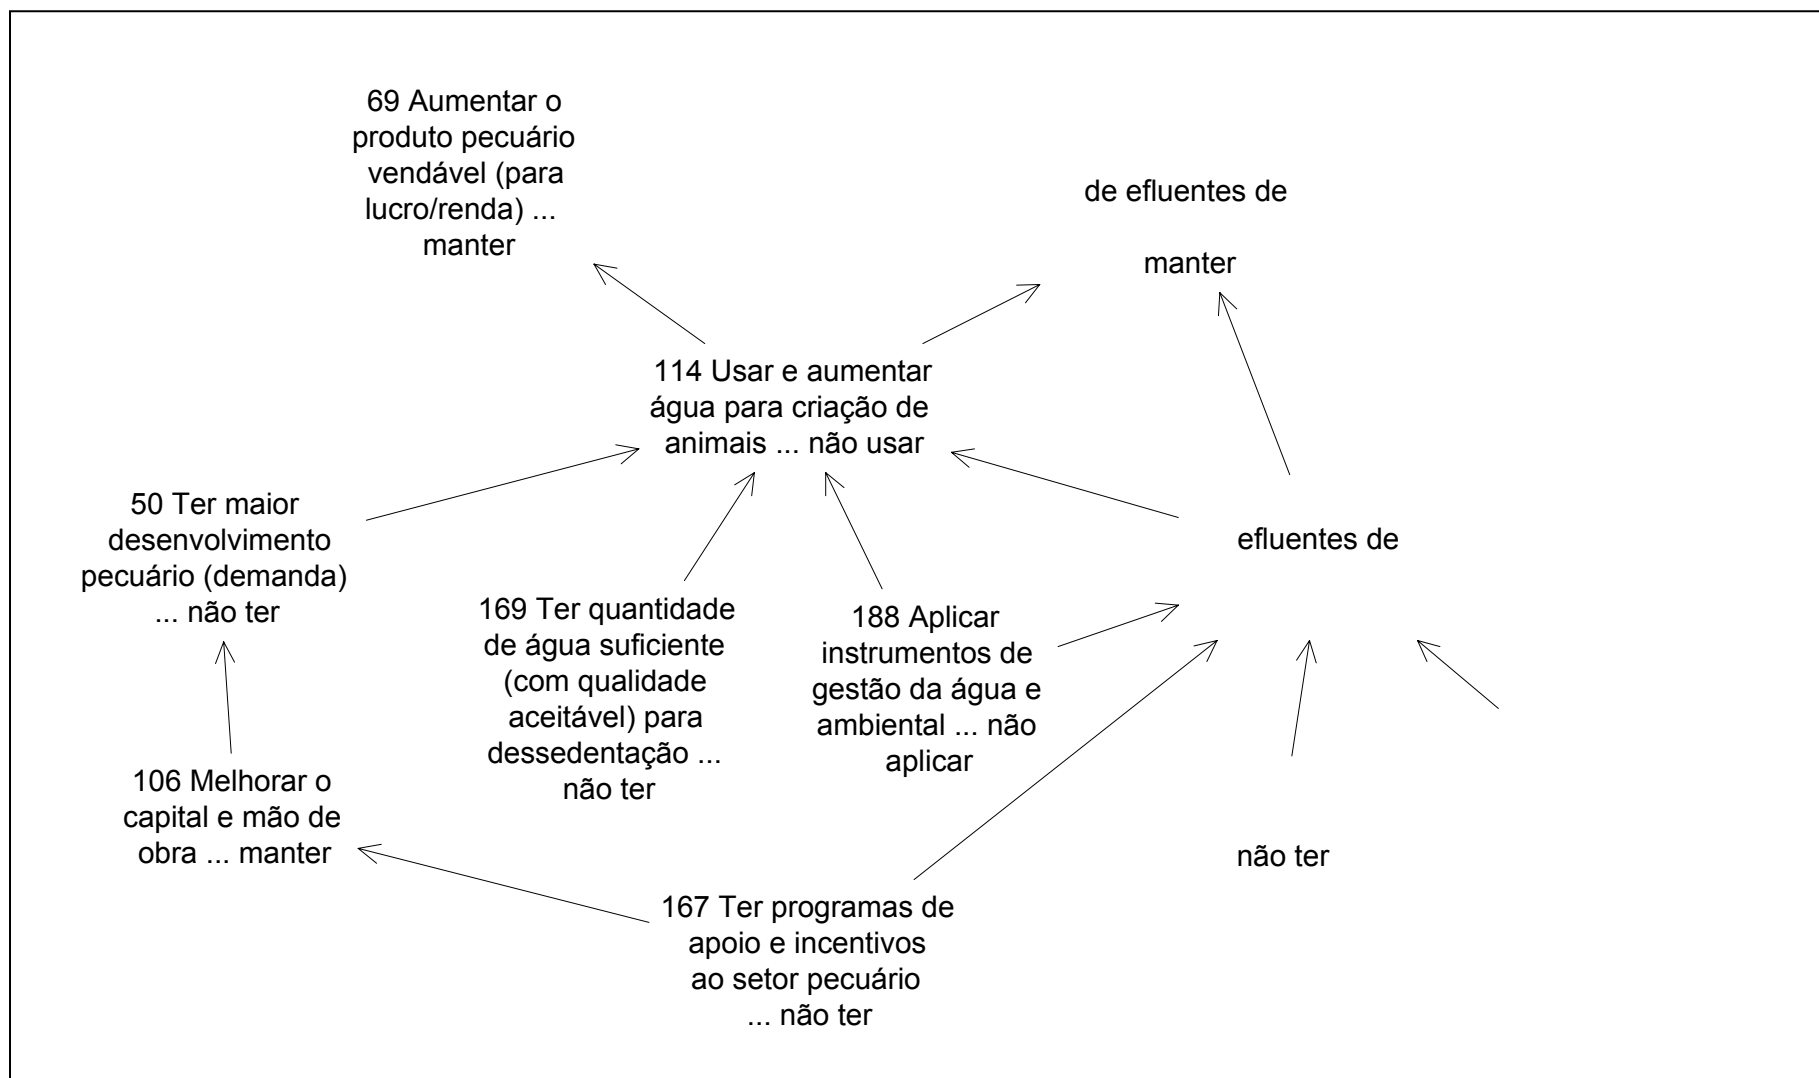 69 Aumentar o
produto pecuário
vendável (para
lucro/renda) ...
manter
de efluentes de
manter
114 Usar e aumentar
água para criação de
animais ... não usar
50 Ter maior
desenvolvimento
pecuário (demanda)
... não ter
efluentes de
169 Ter quantidade
de água suficiente
(com qualidade
aceitável) para
dessedentação ...
não ter
188 Aplicar
instrumentos de
gestão da água e
ambiental ... não
aplicar
106 Melhorar o
capital e mão de
obra ... manter
não ter
167 Ter programas de
apoio e incentivos
ao setor pecuário
... não ter